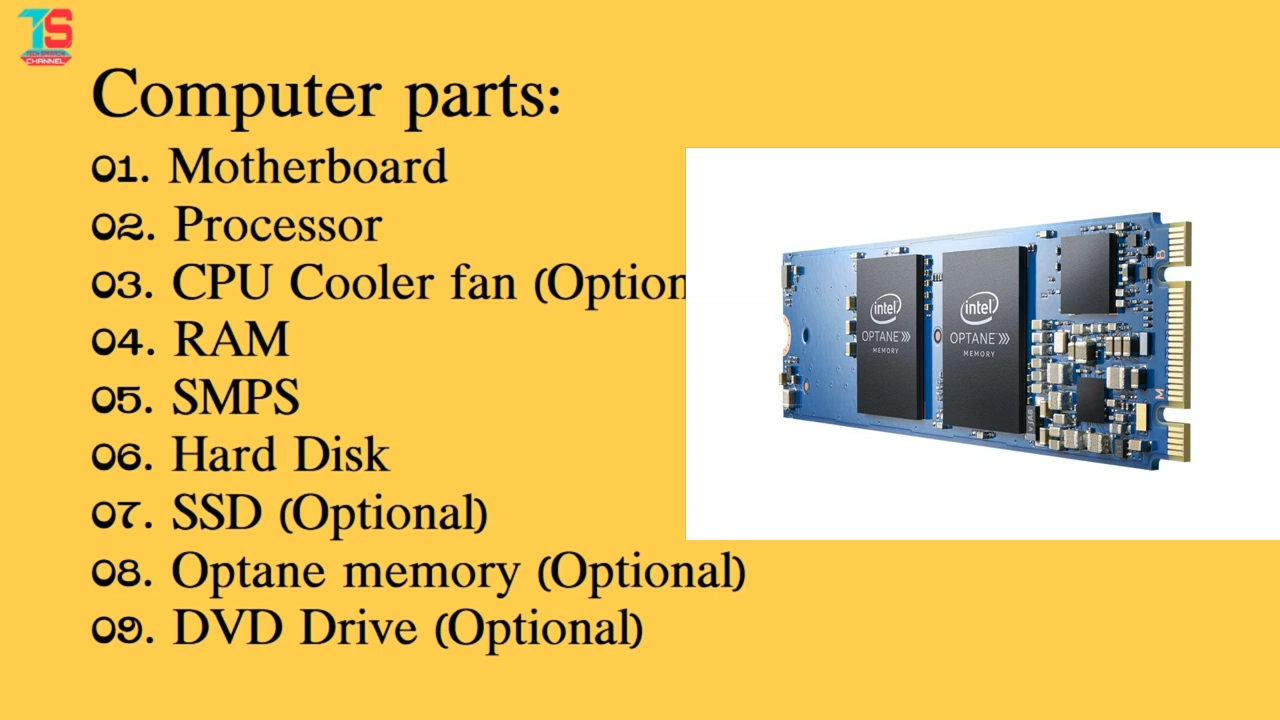 TS
CHANNEL
Computer parts:
01. Motherboard
02. Processor
03. CPU Cooler fan (Option
04. RAM
05. SMPS
06. Hard Disk
07. SSD (Optional)
08. Optane memory (Optional)
09. DVD Drive (Optional)
intel
OPTANE
MEMORY
intel
OPTANE
MEMORY
B
M